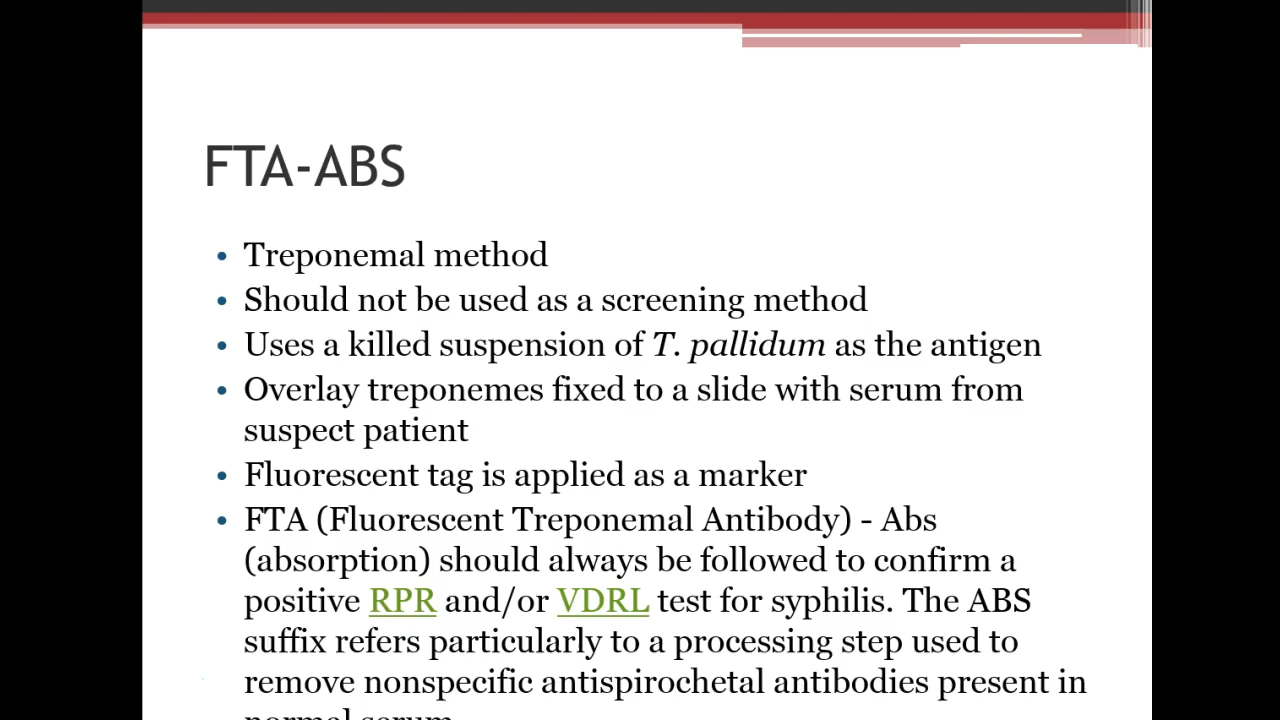 FTA-ABS
• Treponemal method
• Should not be used as a screening method
• Uses a killed suspension of T. pallidum as the antigen
• Overlay treponemes fixed to a slide with serum from
suspect patient
• Fluorescent tag is applied as a marker
• FTA (Fluorescent Treponemal Antibody) - Abs
(absorption) should always be followed to confirm a
positive RPR and/or VDRL test for syphilis. The ABS
suffix refers particularly to a processing step used to
remove nonspecific antispirochetal antibodies present in
normal serum